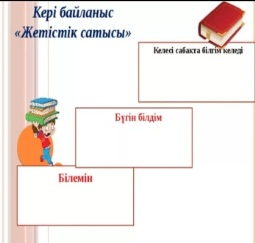 Кері байланыс
«Жетістік сатысы»
Келесі сабақта білгім келеді
Бүгін білдім
Білемін